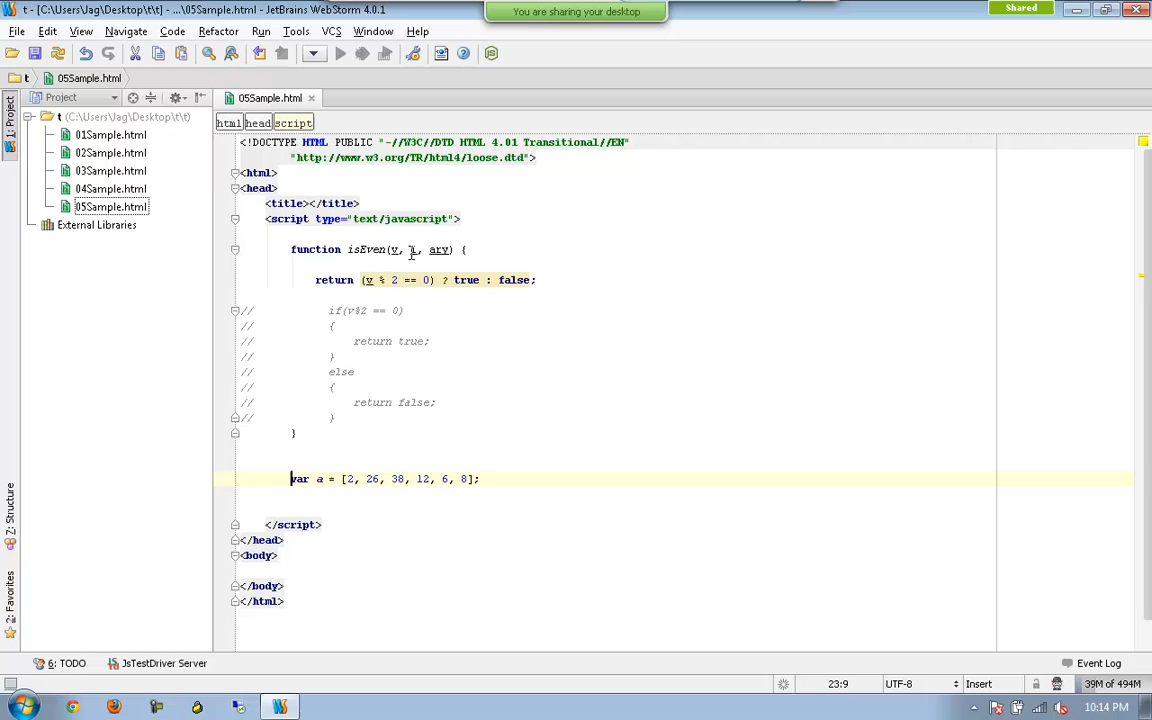 You are sharing your desktop
Shared
t - [C:\Users\Jag\Desktop\t\t] - ...\05Sample.html - JetBrains WebStorm 4.0.1
File Edit View Navigate Code Refactor Run Tools VCS Window Help
t 05Sample.html
1: Project
Project
05Sample.html
t (C:\Users\Jag\Desktop\t\t)
01Sample.html
02Sample.html
03Sample.html
04Sample.html
05Sample.html
External Libraries
html head script
<!DOCTYPE HTML PUBLIC "-//W3C//DTD HTML 4.01 Transitional//EN"
"http://www.w3.org/TR/html4/loose.dtd">
<html>
<head>
<title></title>
<script type="text/javascript">
function isEven(v, i, ary) {
return (v % 2 == 0) ? true : false;
// if(v%2 == 0)
// {
// return true;
// }
// else
// {
// return false;
// }
}
var a = [2, 26, 38, 12, 6, 8];
</script>
</head>
<body>
</body>
</html>
7: Structure
2: Favorites
6: TODO JsTestDriver Server Event Log
23:9 UTF-8 Insert 39M of 494M
10:14 PM